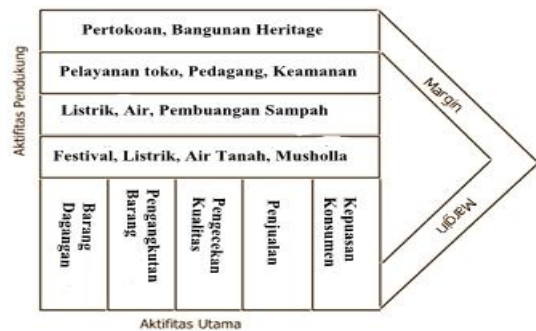 Pertokoan, Bangunan Heritage
Pelayanan toko, Pedagang, Keamanan
Listrik, Air, Pembuangan Sampah
Festival, Listrik, Air Tanah, Musholla
Aktifitas Pendukung
Barang
Dagangan
Pengangkutan
Barang
Pengecekan
Kualitas
Penjualan
Kepuasan
Konsumen
Margin
Margin
Aktifitas Utama